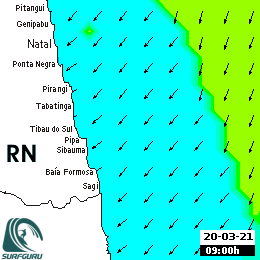 Pitangui
Genipabu
Natal
Ponta Negra
Pirangi
Tabatinga
Tibau do Sul
Pipa
Sibauma
RN
Baía Formosa
Sagi
20-03-21
09:00h
SURFGURU